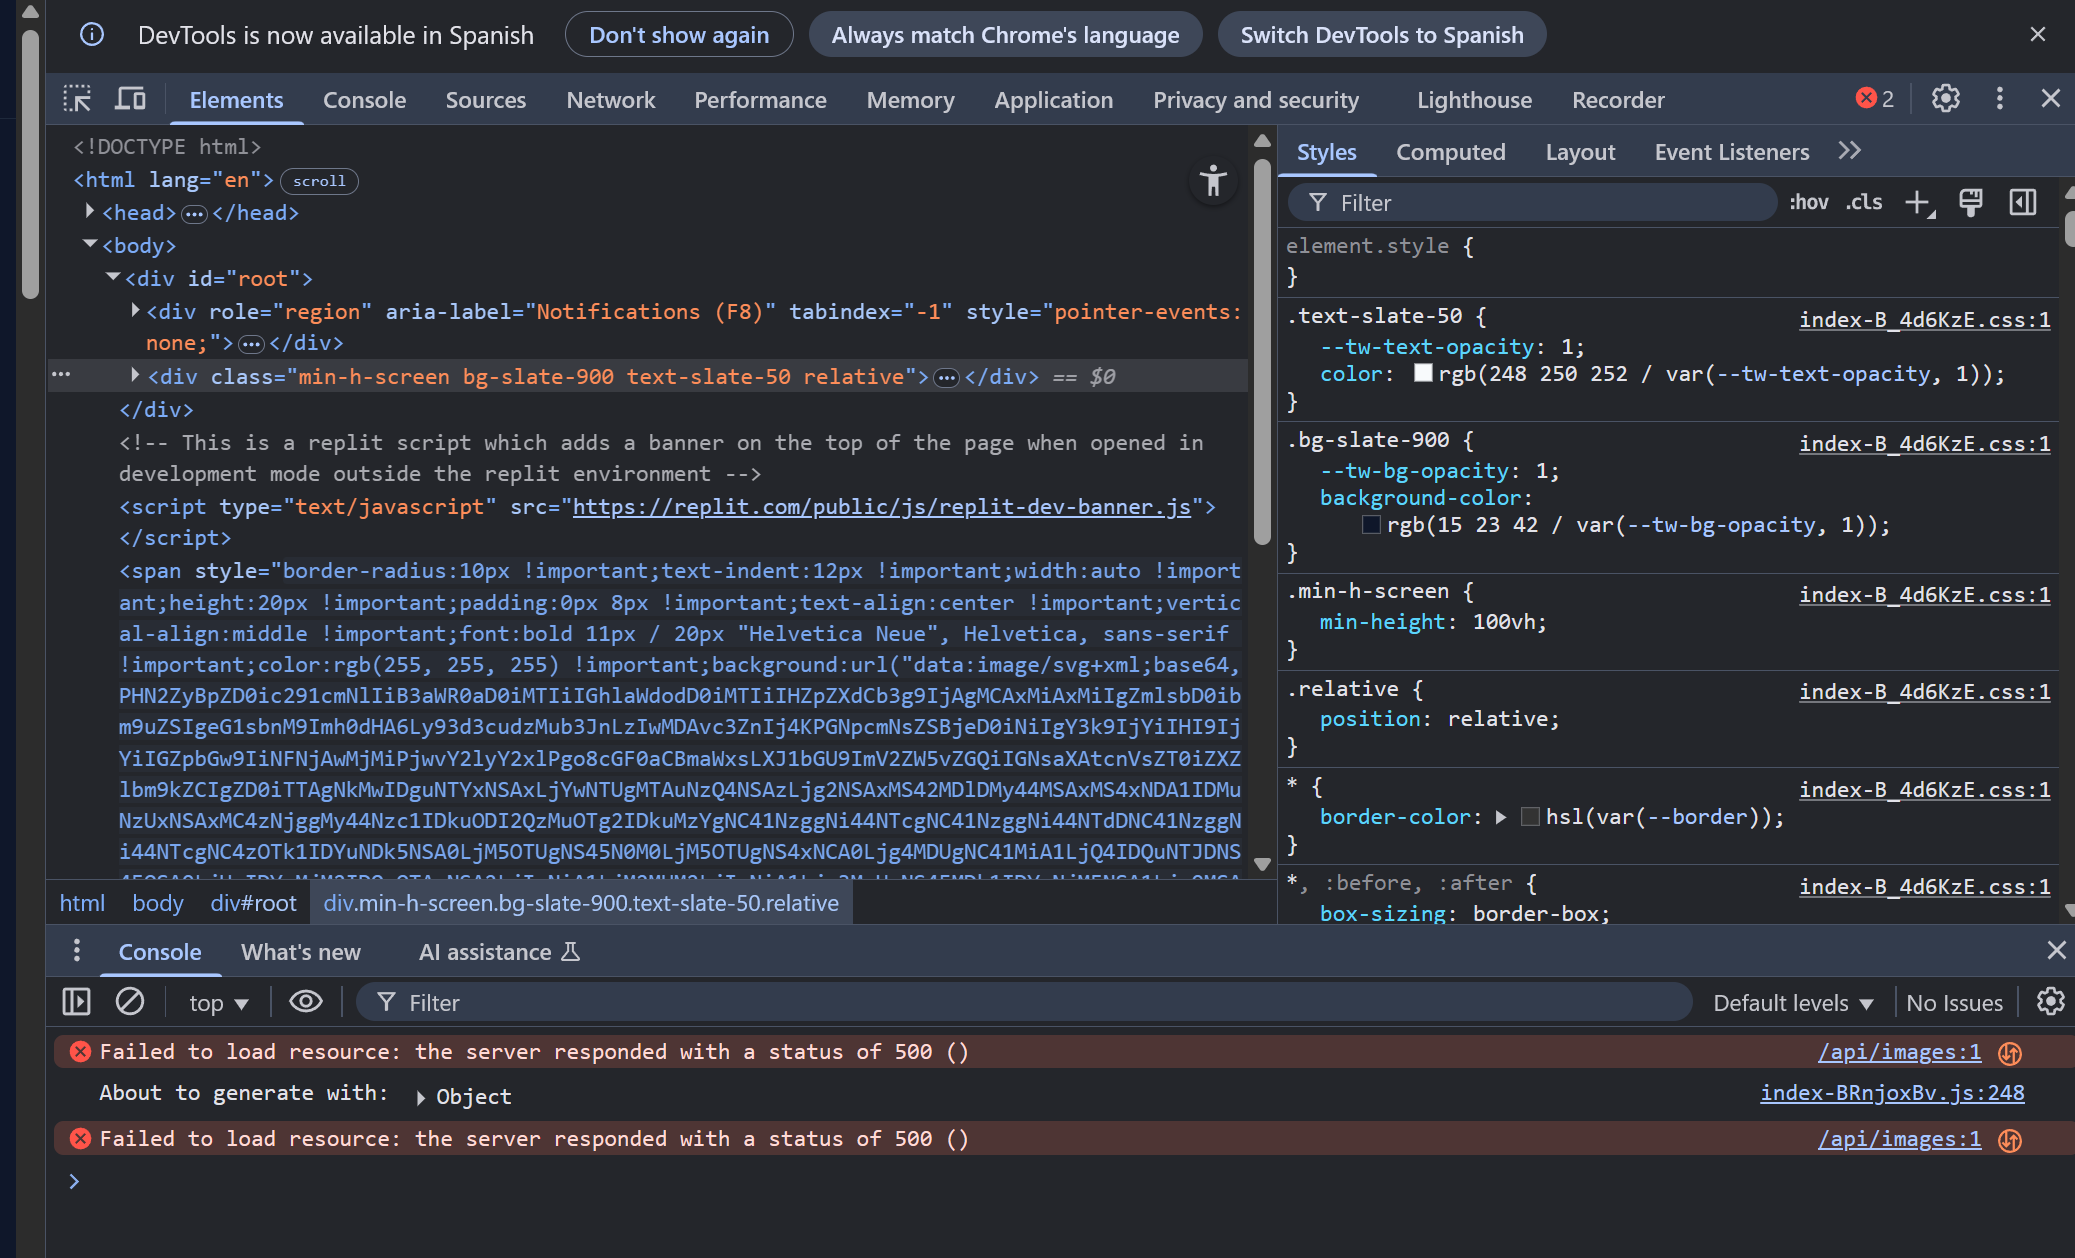 DevTools is now available in Spanish
Don't show again
Always match Chrome's language
Switch DevTools to Spanish
Elements
Console
Sources
Network
Performance
Memory
Application
Privacy and security
Lighthouse
Recorder
2
<!DOCTYPE html>
<html lang="en"> scroll
<head>…</head>
<body>
<div id="root">
<div role="region" aria-label="Notifications (F8)" tabindex="-1" style="pointer-events:
none;">…</div>
… <div class="min-h-screen bg-slate-900 text-slate-50 relative">…</div> == $0
</div>
<!-- This is a replit script which adds a banner on the top of the page when opened in
development mode outside the replit environment -->
<script type="text/javascript" src="https://replit.com/public/js/replit-dev-banner.js">
</script>
<span style="border-radius:10px !important;text-indent:12px !important;width:auto !import
ant;height:20px !important;padding:0px 8px !important;text-align:center !important;vertic
al-align:middle !important;font:bold 11px / 20px "Helvetica Neue", Helvetica, sans-serif
!important;color:rgb(255, 255, 255) !important;background:url("data:image/svg+xml;base64,
PHN2ZyBpZD0ic291cmNlIiB3aWR0aD0iMTIiIGhlaWdodD0iMTIiIHZpZXdCb3g9IjAgMCAxMiAxMiIgZmlsbD0ib
m9uZSIgeG1sbnM9Imh0dHA6Ly93d3cudzMub3JnLzIwMDAvc3ZnIj4KPGNpcmNsZSBjeD0iNiIgY3k9IjYiIHI9Ij
YiIGZpbGw9IiNFNjAwMjMiPjwvY2lyY2xlPgo8cGF0aCBmaWxsLXJ1bGU9ImV2ZW5vZGQiIGNsaXAtcnVsZT0iZXZ
lbm9kZCIgZD0iTTAgNkMwIDguNTYxNSAxLjYwNTUgMTAuNzQ4NSAzLjg2NSAxMS42MDlDMy44MSAxMS4xNDA1IDMu
NzUxNSAxMC4zNjggMy44Nzc1IDkuODI2QzMuOTg2IDkuMzYgNC41NzggNi44NTcgNC41NzggNi44NTdDNC41NzggN
i44NTcgNC4zOTk1IDYuNDk5NSA0LjM5OTUgNS45N0M0LjM5OTUgNS4xNCA0Ljg4MDUgNC41MiA1LjQ4IDQuNTJDNS
html
body
div#root
div.min-h-screen.bg-slate-900.text-slate-50.relative
Styles
Computed
Layout
Event Listeners
Filter
:hov
.cls
element.style {
}
.text-slate-50 { index-B_4d6KzE.css:1
--tw-text-opacity: 1;
color: rgb(248 250 252 / var(--tw-text-opacity, 1));
}
.bg-slate-900 { index-B_4d6KzE.css:1
--tw-bg-opacity: 1;
background-color:
rgb(15 23 42 / var(--tw-bg-opacity, 1));
}
.min-h-screen { index-B_4d6KzE.css:1
min-height: 100vh;
}
.relative { index-B_4d6KzE.css:1
position: relative;
}
* { index-B_4d6KzE.css:1
border-color: hsl(var(--border));
}
*, :before, :after { index-B_4d6KzE.css:1
box-sizing: border-box;
Console
What's new
AI assistance
top
Filter
Default levels
No Issues
Failed to load resource: the server responded with a status of 500 () /api/images:1
About to generate with: Object index-BRnjoxBv.js:248
Failed to load resource: the server responded with a status of 500 () /api/images:1